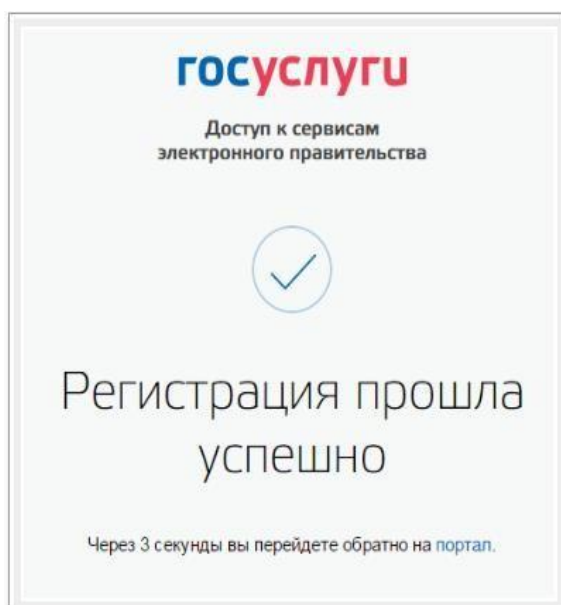 госуслуги
Доступ к сервисам
электронного правительства
Регистрация прошла
успешно
Через 3 секунды вы перейдете обратно на портал.